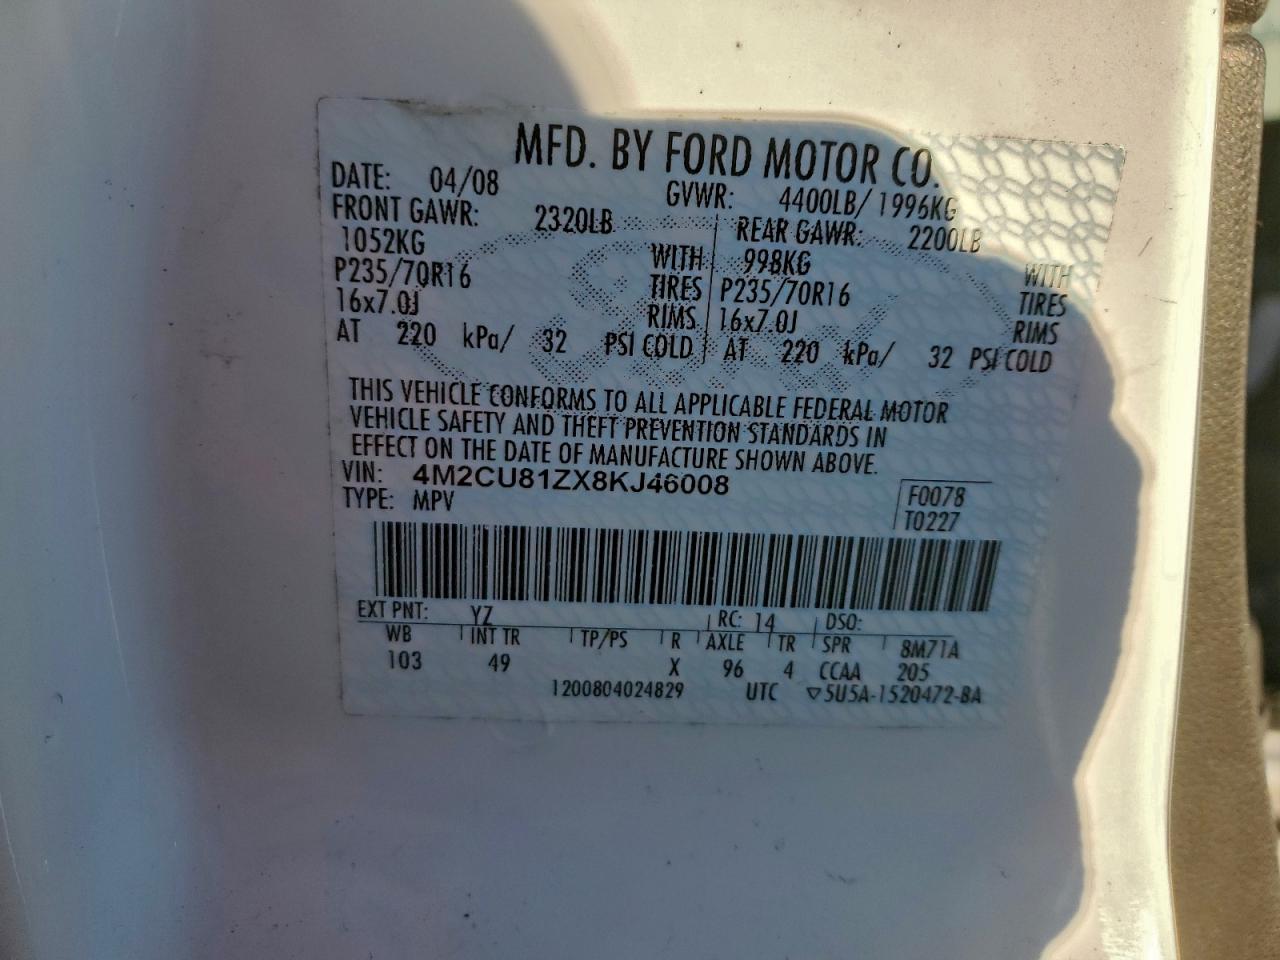 MFD. BY FORD MOTOR CO.
DATE: 04/08 GVWR: 4400LB/ 1996KG
FRONT GAWR: 2320LB REAR GAWR: 2200LB
1052KG WITH 998KG WITH
P235/70R16 TIRES P235/70R16 TIRES
16x7.0J RIMS 16x7.0J RIMS
AT 220 kPa/ 32 PSI COLD AT 220 kPa/ 32 PSI COLD
THIS VEHICLE CONFORMS TO ALL APPLICABLE FEDERAL MOTOR
VEHICLE SAFETY AND THEFT PREVENTION STANDARDS IN
EFFECT ON THE DATE OF MANUFACTURE SHOWN ABOVE.
VIN: 4M2CU81ZX8KJ46008 F0078
TYPE: MPV T0227
EXT PNT: YZ RC: 14 DSO:
WB INT TR TP/PS R AXLE TR SPR 8M71A
103 49 X 96 4 CCAA 205
1200804024829 UTC ▽5U5A-1520472-BA